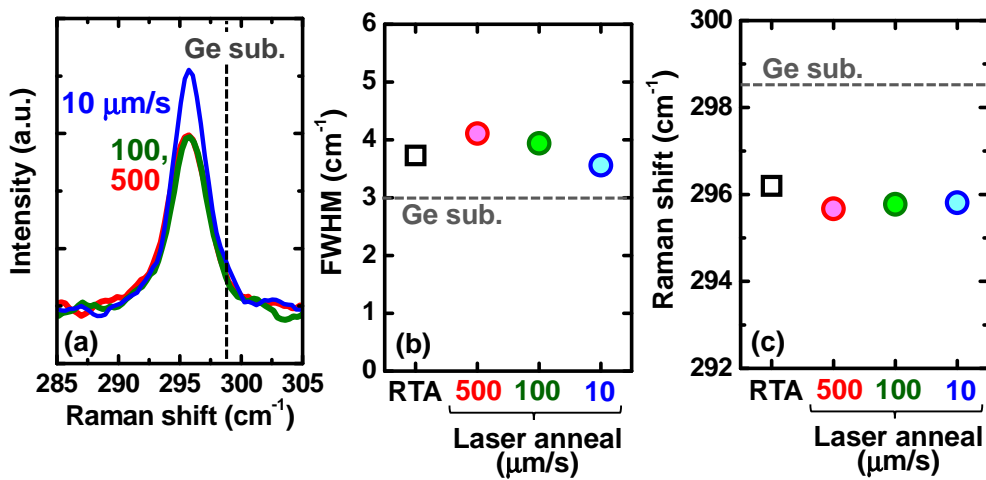 Ge sub.
10 μm/s
100,
500
Intensity (a.u.)
(a)
285 290 295 300 305
Raman shift (cm-1)
6
5
4
3
2
1
0
FWHM (cm-1)
Ge sub.
(b)
RTA 500 100 10
Laser anneal
(μm/s)
300
298
296
294
292
Raman shift (cm-1)
Ge sub.
(c)
RTA 500 100 10
Laser anneal
(μm/s)